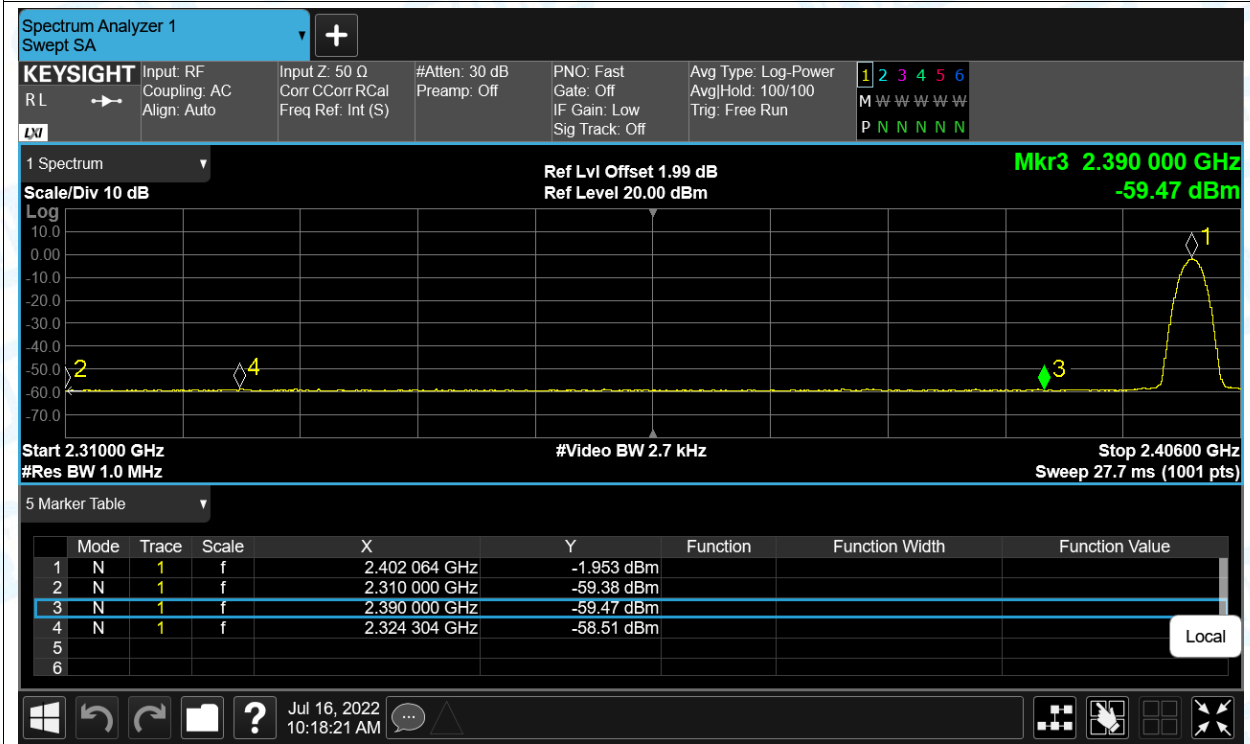 Spectrum Analyzer 1
Swept SA
+
KEYSIGHT
R L
LXI
Input: RF
Coupling: AC
Align: Auto
Input Z: 50 Ω
Corr CCorr RCal
Freq Ref: Int (S)
#Atten: 30 dB
Preamp: Off
PNO: Fast
Gate: Off
IF Gain: Low
Sig Track: Off
Avg Type: Log-Power
Avg|Hold: 100/100
Trig: Free Run
1 2 3 4 5 6
M W W W W W
P N N N N N
1 Spectrum
Scale/Div 10 dB
Ref Lvl Offset 1.99 dB
Ref Level 20.00 dBm
Mkr3 2.390 000 GHz
-59.47 dBm
Log
10.0
0.00
-10.0
-20.0
-30.0
-40.0
-50.0
-60.0
-70.0
1
2
4
3
Start 2.31000 GHz
#Res BW 1.0 MHz
#Video BW 2.7 kHz
Stop 2.40600 GHz
Sweep 27.7 ms (1001 pts)
5 Marker Table
Mode Trace Scale X Y Function Function Width Function Value
1 N 1 f 2.402 064 GHz -1.953 dBm
2 N 1 f 2.310 000 GHz -59.38 dBm
3 N 1 f 2.390 000 GHz -59.47 dBm
4 N 1 f 2.324 304 GHz -58.51 dBm
5
6
Local
?
Jul 16, 2022
10:18:21 AM